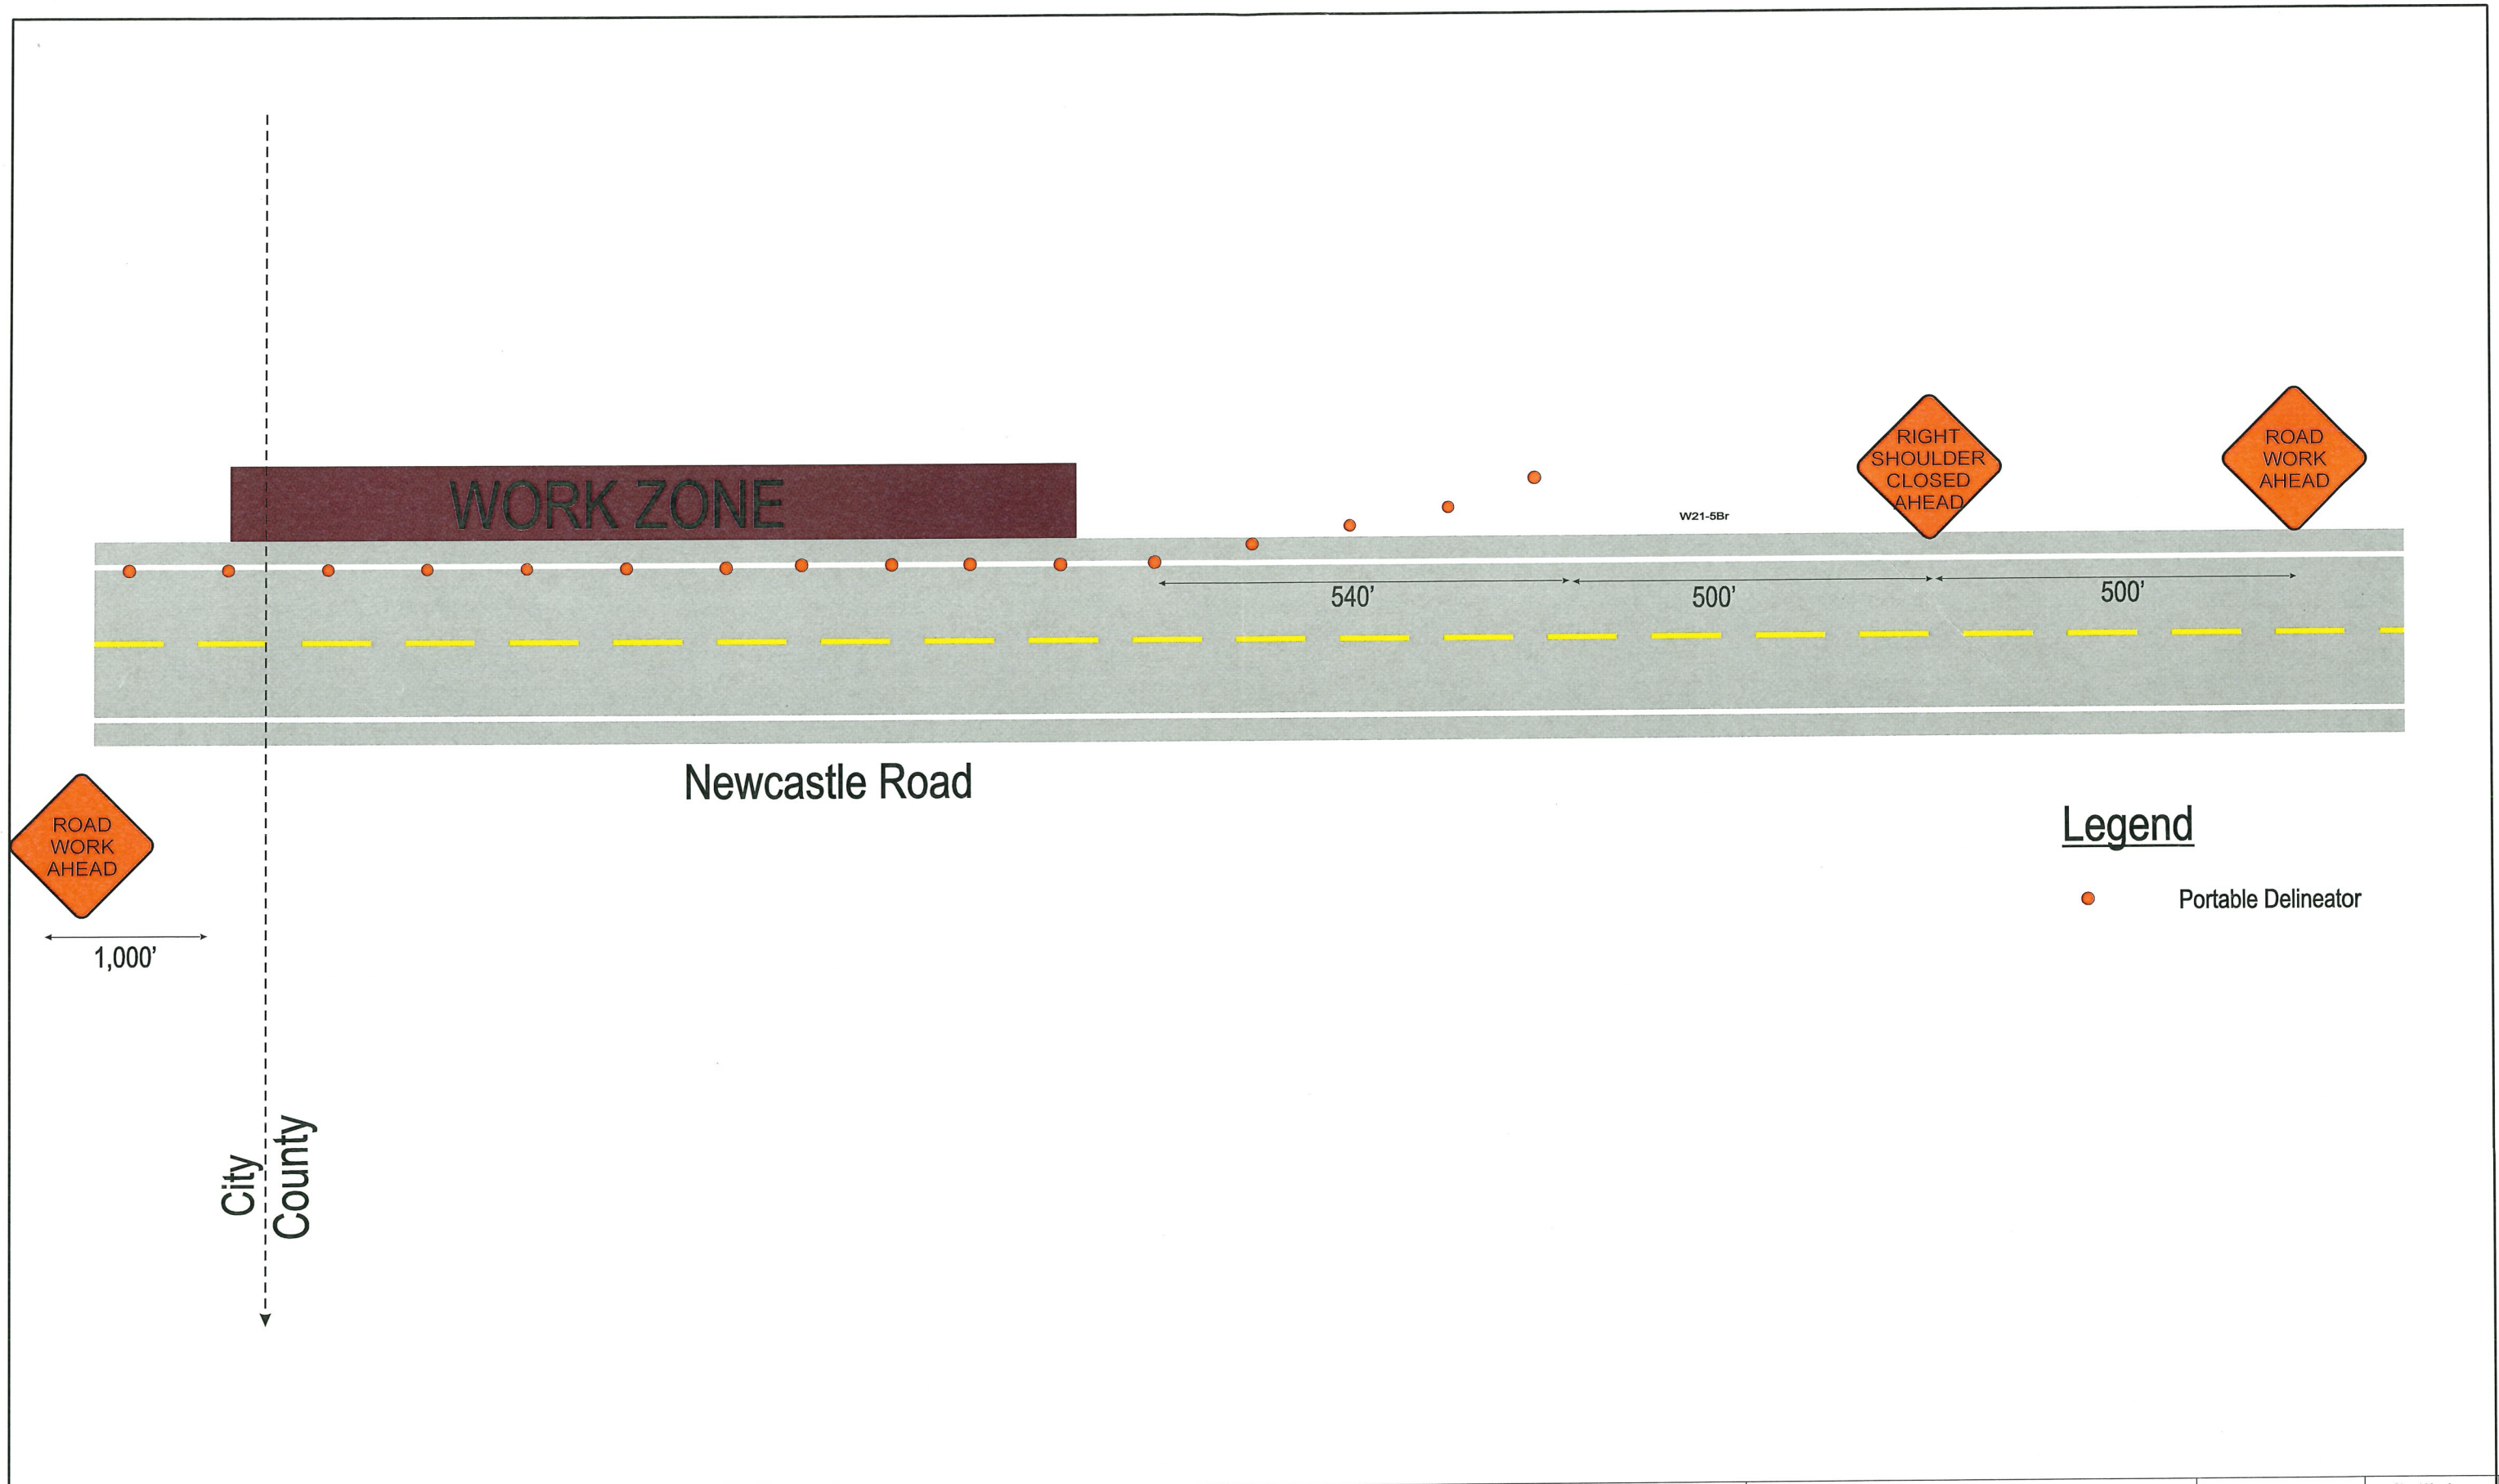 RIGHT
SHOULDER
CLOSED
AHEAD
ROAD
WORK
AHEAD
WORK ZONE
W21-5Br
540’
500’
500’
Newcastle Road
ROAD
WORK
AHEAD
1,000’
Legend
Portable Delineator
City
County